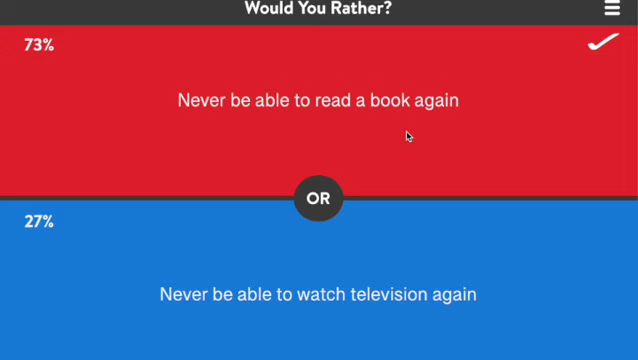 Would You Rather?
73%
Never be able to read a book again
OR
27%
Never be able to watch television again